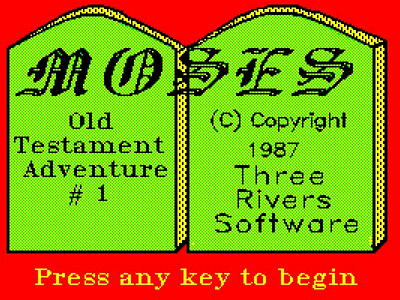 MOSES
Old
Testament
Adventure
# 1
(C) Copyright
1987
Three
Rivers
Software
Press any key to begin